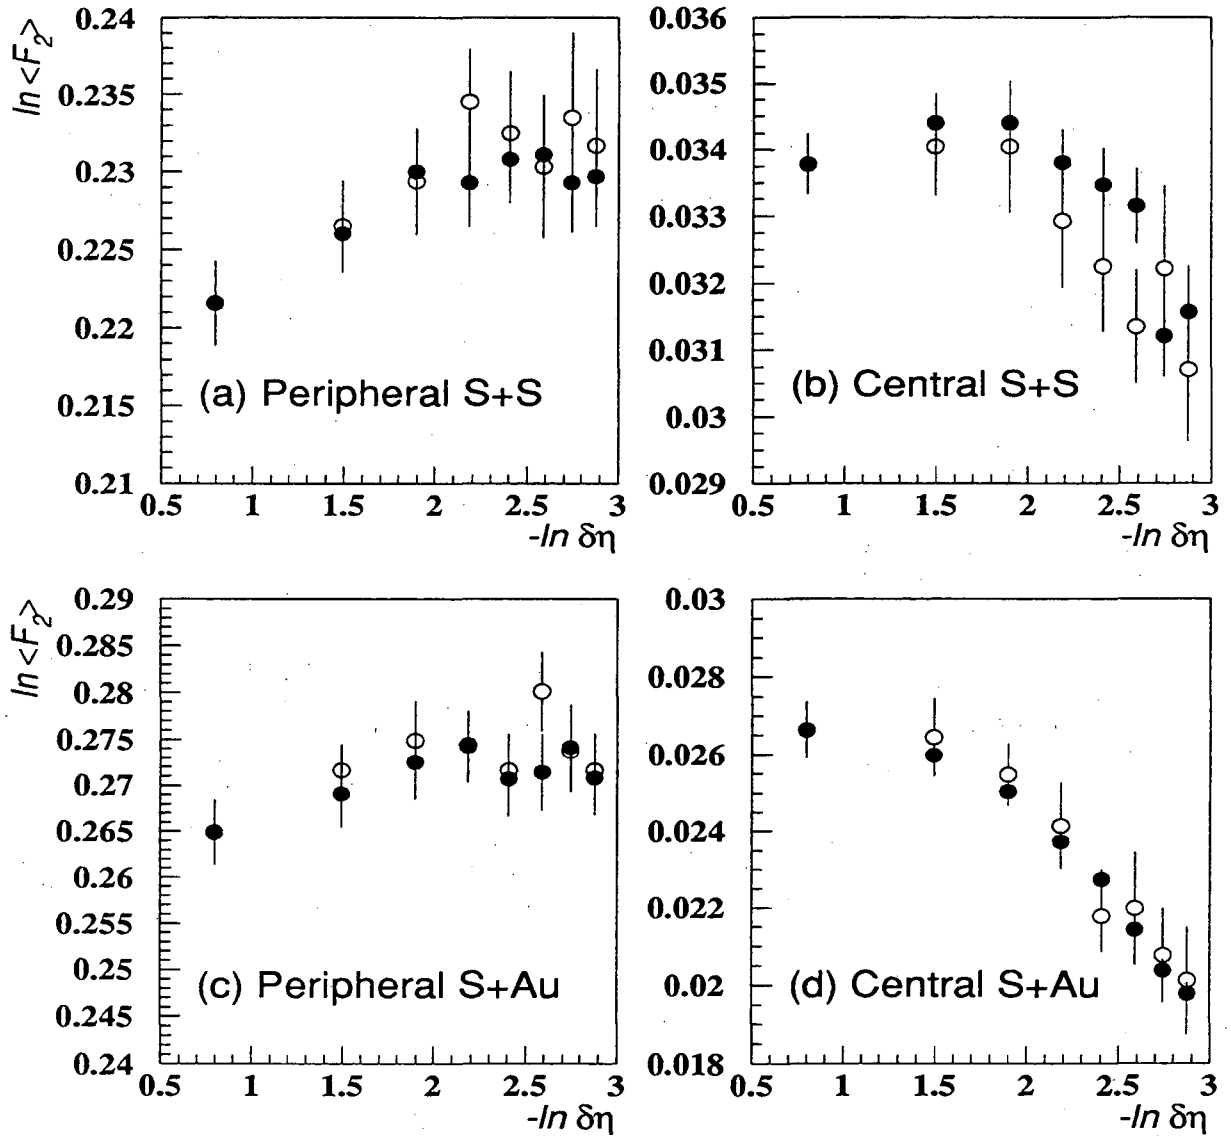 ln <F2>
0.24
0.235
0.23
0.225
0.22
0.215
0.21
(a) Peripheral S+S
0.5 1 1.5 2 2.5 3
-ln δη
0.036
0.035
0.034
0.033
0.032
0.031
0.03
0.029
(b) Central S+S
0.5 1 1.5 2 2.5 3
-ln δη
ln <F2>
0.29
0.285
0.28
0.275
0.27
0.265
0.26
0.255
0.25
0.245
0.24
(c) Peripheral S+Au
0.5 1 1.5 2 2.5 3
-ln δη
0.03
0.028
0.026
0.024
0.022
0.02
0.018
(d) Central S+Au
0.5 1 1.5 2 2.5 3
-ln δη